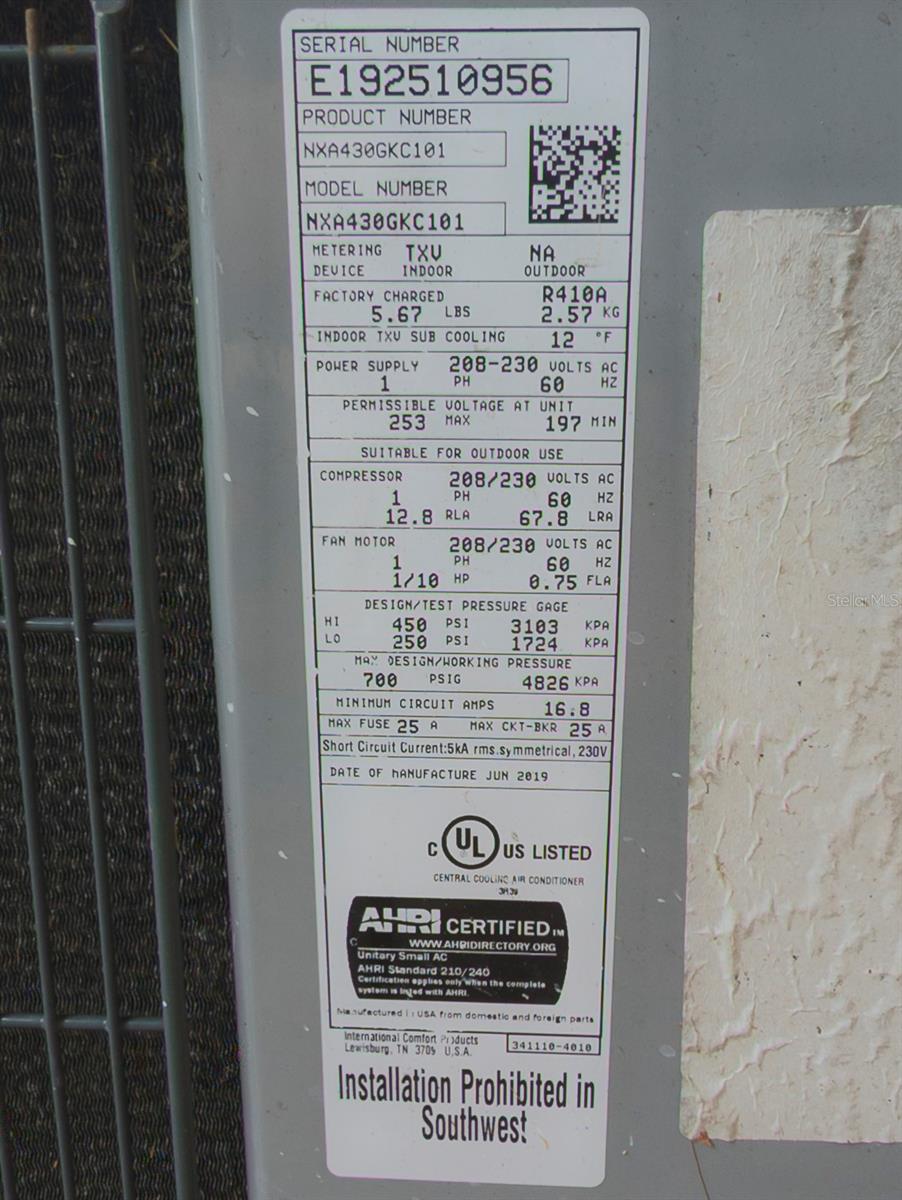 SERIAL NUMBER
E192510956
PRODUCT NUMBER
NXA430GKC101
MODEL NUMBER
NXA430GKC101
METERING TXV NA
DEVICE INDOOR OUTDOOR
FACTORY CHARGED R410A
5.67 LBS 2.57 KG
INDOOR TXV SUB COOLING 12 °F
POWER SUPPLY 208-230 VOLTS AC
1 PH 60 HZ
PERMISSIBLE VOLTAGE AT UNIT
253 MAX 197 MIN
SUITABLE FOR OUTDOOR USE
COMPRESSOR 208/230 VOLTS AC
1 PH 60 HZ
12.8 RLA 67.8 LRA
FAN MOTOR 208/230 VOLTS AC
1 PH 60 HZ
1/10 HP 0.75 FLA
DESIGN/TEST PRESSURE GAGE
HI 450 PSI 3103 KPA
LO 250 PSI 1724 KPA
MAX DESIGN/WORKING PRESSURE
700 PSIG 4826 KPA
MINIMUM CIRCUIT AMPS 16.8
MAX FUSE 25 A MAX CKT-BKR 25 A
Short Circuit Current:5kA rms.symmetrical, 230V
DATE OF MANUFACTURE JUN 2019
C UL US LISTED
CENTRAL COOLING AIR CONDITIONER
AHRI CERTIFIED TM
WWW.AHRIDIRECTORY.ORG
Unitary Small AC
AHRI Standard 210/240
Certification applies only when the complete
system is listed with AHRI.
Manufactured in USA from domestic and foreign parts
International Comfort Products
Lewisburg, TN U.S.A.
341110-4010
Installation Prohibited in
Southwest
Stellar MLS